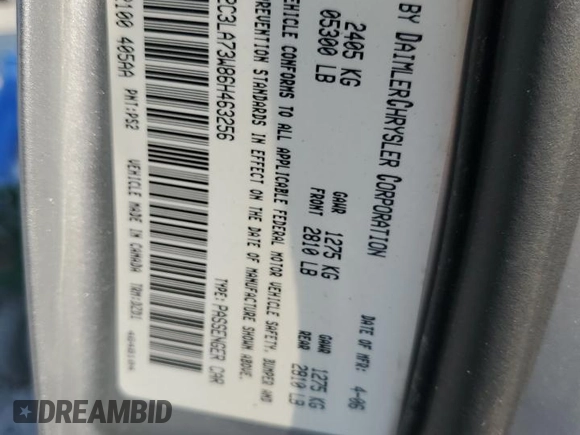 BY DAIMLERCHRYSLER CORPORATION
DATE OF MFR: 4-06
2405 KG
05300 LB
GAWR FRONT
1275 KG
2810 LB
GAWR REAR
1275 KG
2810 LB
VEHICLE CONFORMS TO ALL APPLICABLE FEDERAL MOTOR VEHICLE SAFETY, BUMPER AND
PREVENTION STANDARDS IN EFFECT ON THE DATE OF MANUFACTURE SHOWN ABOVE.
2C3LA73W86H463256
TYPE: PASSENGER CAR
405AA
PNT: PS2
VEHICLE MADE IN CANADA
DREAMBID